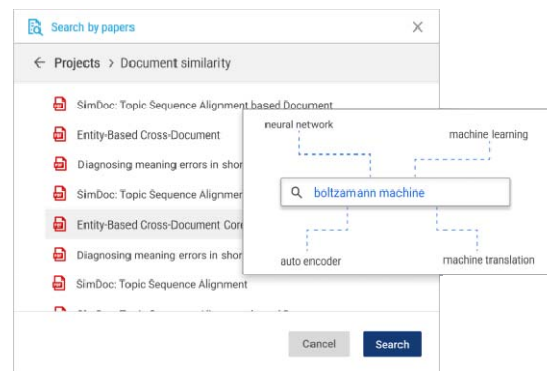 Search by papers
Projects > Document similarity
SimDoc: Topic Sequence Alignment based Document
Entity-Based Cross-Document
Diagnosing meaning errors in shor
SimDoc: Topic Sequence Alignmer
Entity-Based Cross-Document Core
Diagnosing meaning errors in shor
SimDoc: Topic Sequence Alignment
neural network
machine learning
boltzamann machine
auto encoder
machine translation
Cancel
Search